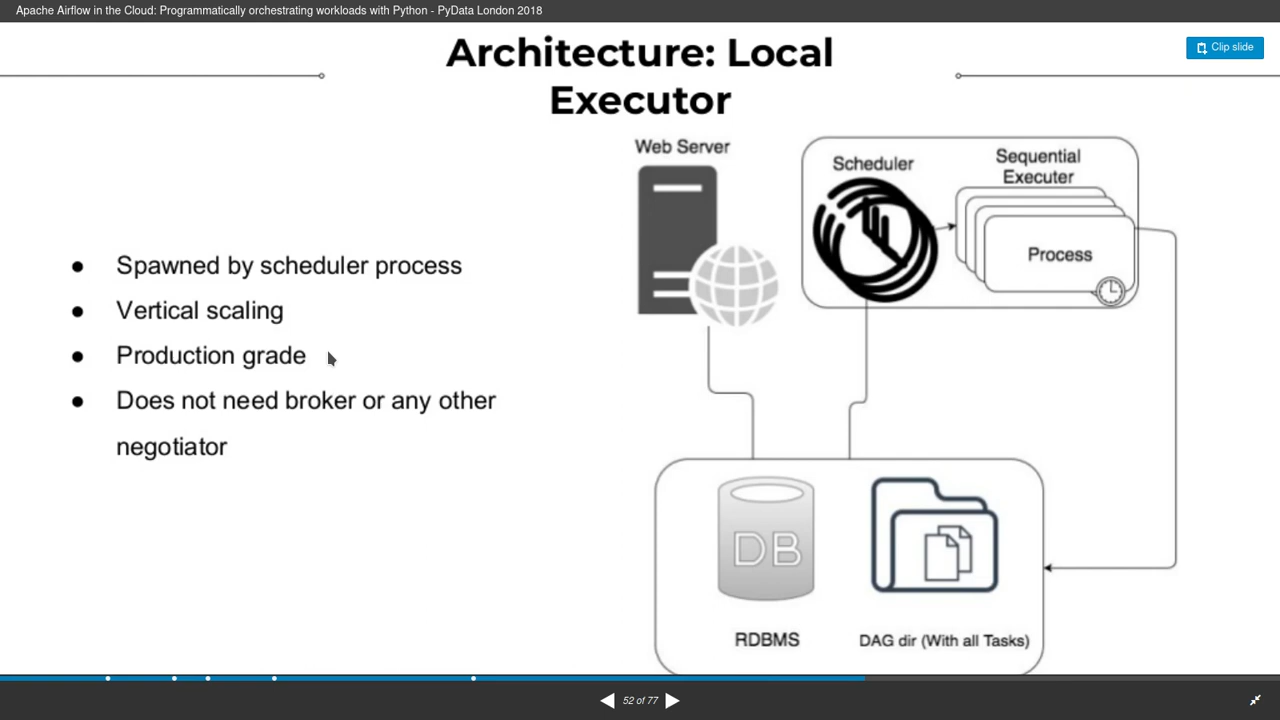 Apache Airflow in the Cloud: Programmatically orchestrating workloads with Python - PyData London 2018
Clip slide
Architecture: Local
Executor
Web Server
Scheduler
Sequential
Executer
Process
● Spawned by scheduler process
● Vertical scaling
● Production grade
● Does not need broker or any other
negotiator
DB
RDBMS
DAG dir (With all Tasks)
52 of 77